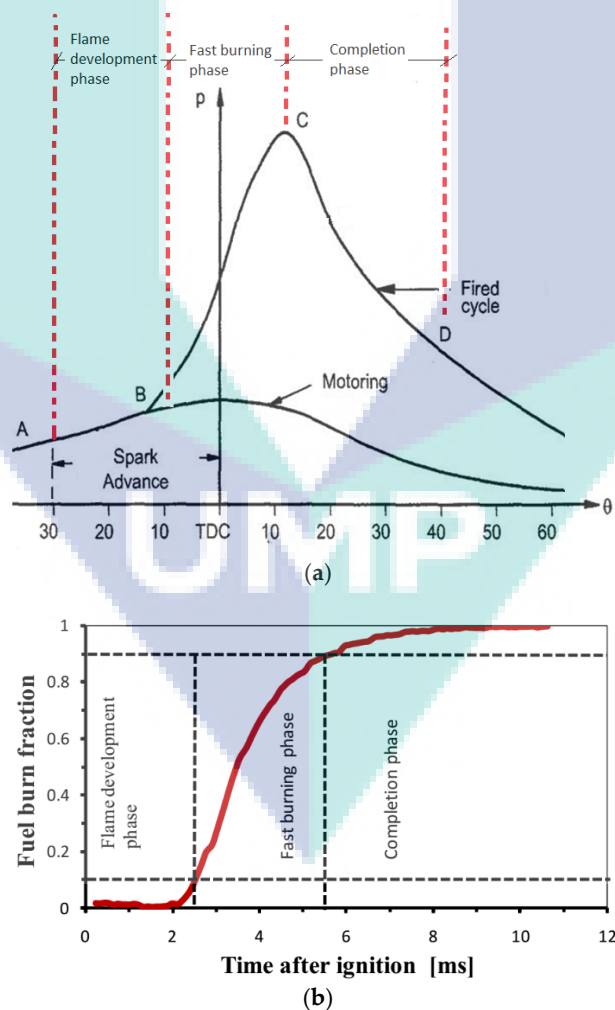 Flame
development
phase
Fast burning
phase
Completion
phase
p
C
Fired
cycle
D
B
Motoring
A
Spark
Advance
θ
30 20 10 TDC 10 20 30 40 50 60
UMP
(a)
1
0.8
0.6
0.4
0.2
0
Fuel burn fraction
Flame development
phase
Fast burning phase
Completion phase
0 2 4 6 8 10 12
Time after ignition [ms]
(b)